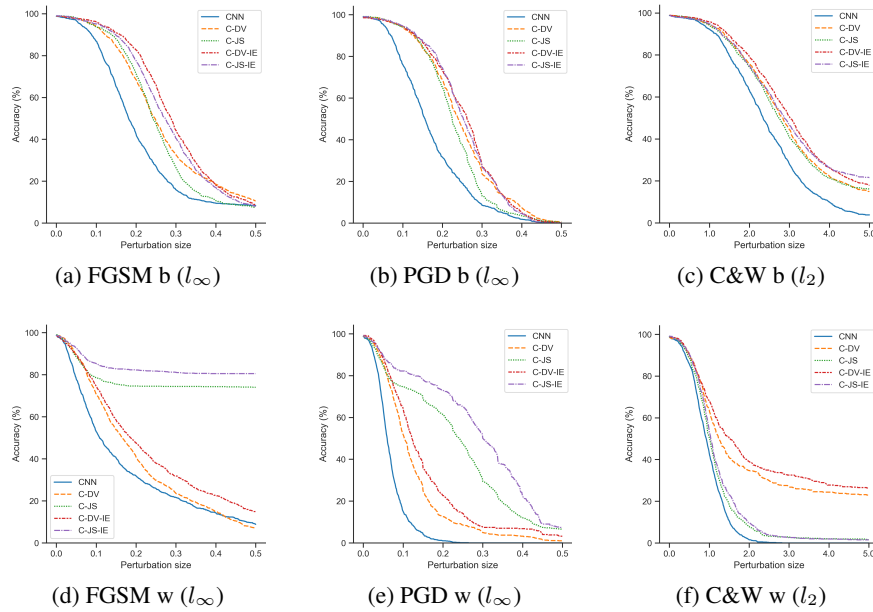 100
80
60
40
20
0
Accuracy (%)
0.0 0.1 0.2 0.3 0.4 0.5
Perturbation size
CNN
C-DV
C-JS
C-DV-IE
C-JS-IE
(a) FGSM b (l∞)
100
80
60
40
20
0
Accuracy (%)
0.0 0.1 0.2 0.3 0.4 0.5
Perturbation size
CNN
C-DV
C-JS
C-DV-IE
C-JS-IE
(b) PGD b (l∞)
100
80
60
40
20
0
Accuracy (%)
0.0 1.0 2.0 3.0 4.0 5.0
Perturbation size
CNN
C-DV
C-JS
C-DV-IE
C-JS-IE
(c) C&W b (l2)
100
80
60
40
20
0
Accuracy (%)
0.0 0.1 0.2 0.3 0.4 0.5
Perturbation size
CNN
C-DV
C-JS
C-DV-IE
C-JS-IE
(d) FGSM w (l∞)
100
80
60
40
20
0
Accuracy (%)
0.0 0.1 0.2 0.3 0.4 0.5
Perturbation size
CNN
C-DV
C-JS
C-DV-IE
C-JS-IE
(e) PGD w (l∞)
100
80
60
40
20
0
Accuracy (%)
0.0 1.0 2.0 3.0 4.0 5.0
Perturbation size
CNN
C-DV
C-JS
C-DV-IE
C-JS-IE
(f) C&W w (l2)